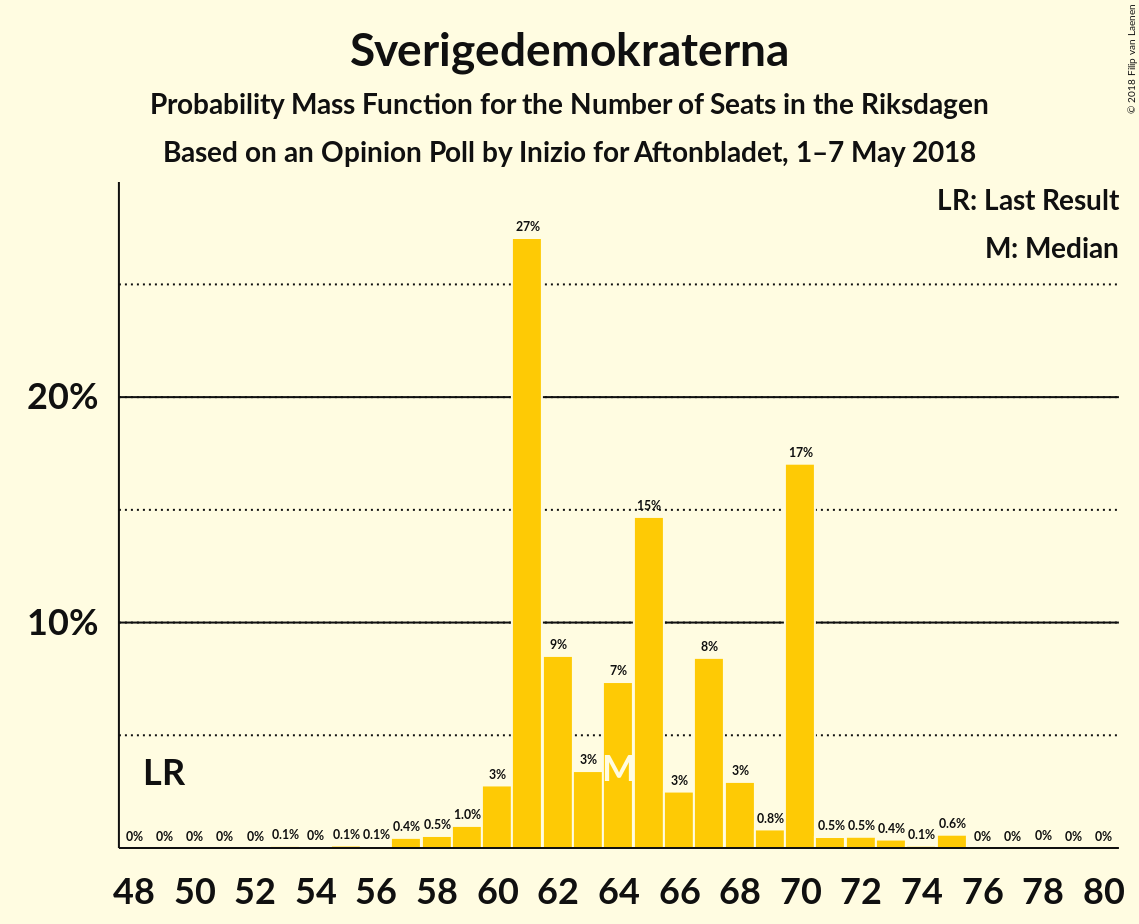 Sverigedemokraterna
Probability Mass Function for the Number of Seats in the Riksdagen
Based on an Opinion Poll by Inizio for Aftonbladet, 1–7 May 2018
© 2018 Filip van Laenen
LR: Last Result
M: Median
20%
10%
LR
M
0% 0% 0% 0% 0% 0.1% 0% 0.1% 0.1% 0.4% 0.5% 1.0% 3% 27% 9% 3% 7% 15% 3% 8% 3% 0.8% 17% 0.5% 0.5% 0.4% 0.1% 0.6% 0% 0% 0% 0% 0%
48 50 52 54 56 58 60 62 64 66 68 70 72 74 76 78 80